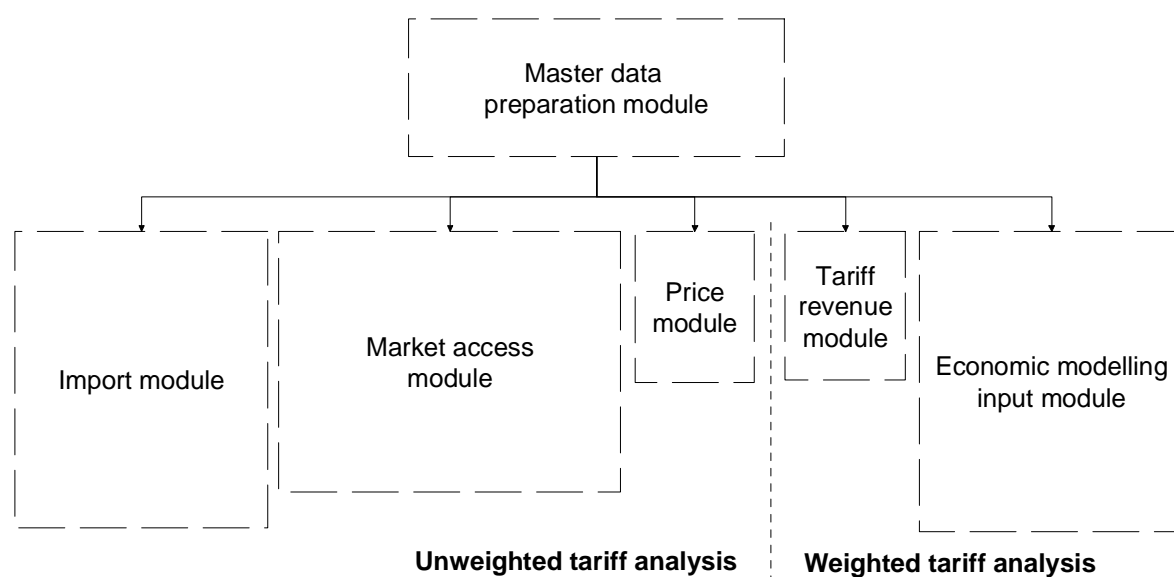 Master data
preparation module
Import module
Market access
module
Price
module
Tariff
revenue
module
Economic modelling
input module
Unweighted tariff analysis
Weighted tariff analysis